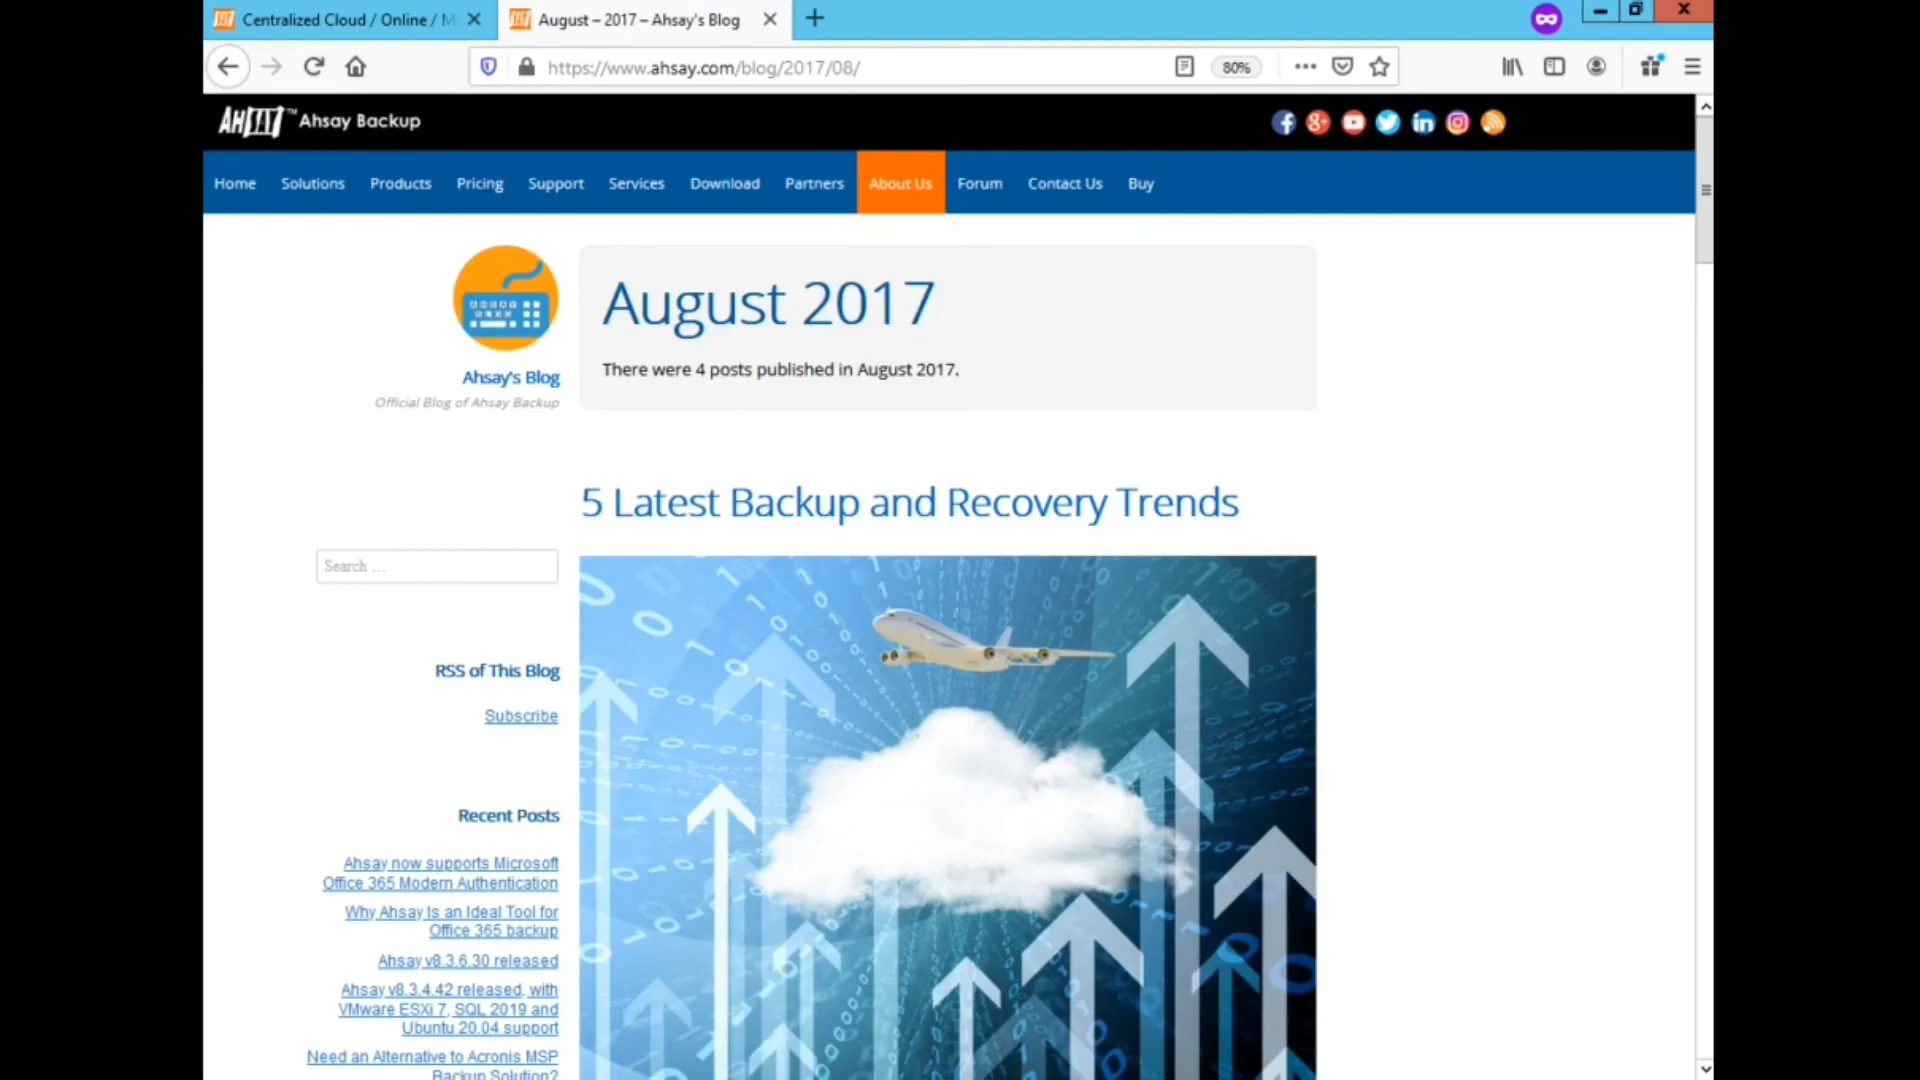 Centralized Cloud / Online / M
August – 2017 – Ahsay's Blog
https://www.ahsay.com/blog/2017/08/
80%
AHSAY™ Ahsay Backup
Home Solutions Products Pricing Support Services Download Partners About Us Forum Contact Us Buy
August 2017
There were 4 posts published in August 2017.
Ahsay's Blog
Official Blog of Ahsay Backup
5 Latest Backup and Recovery Trends
Search ...
RSS of This Blog
Subscribe
Recent Posts
Ahsay now supports Microsoft
Office 365 Modern Authentication
Why Ahsay Is an Ideal Tool for
Office 365 backup
Ahsay v8.3.6.30 released
Ahsay v8.3.4.42 released, with
VMware ESXi 7, SQL 2019 and
Ubuntu 20.04 support
Need an Alternative to Acronis MSP
Backup Solution?